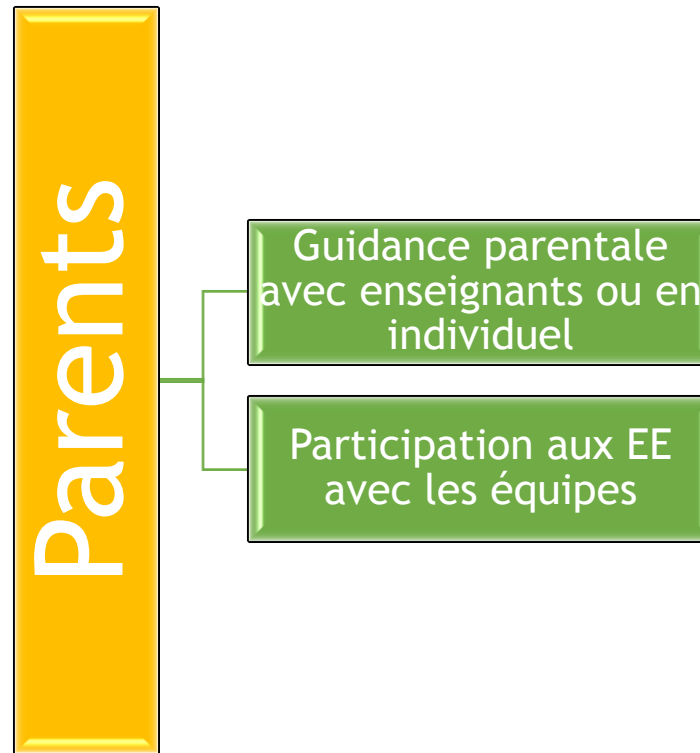 Parents
Guidance parentale
avec enseignants ou en
individuel
Participation aux EE
avec les équipes